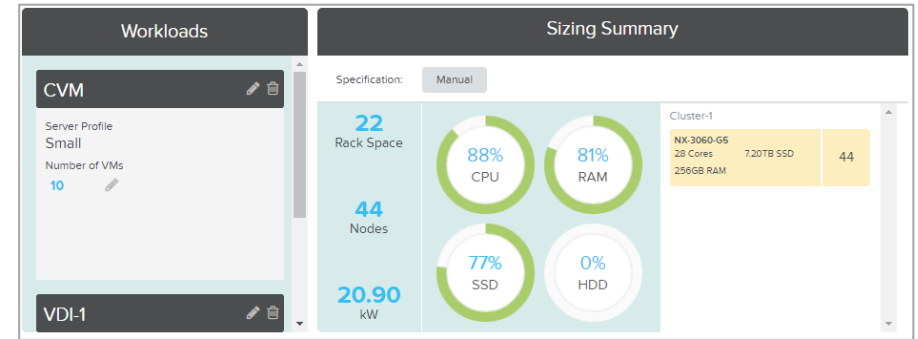 Workloads
CVM
Server Profile
Small
Number of VMs
10
VDI-1
Sizing Summary
Specification: Manual
22
Rack Space
44
Nodes
20.90
kW
88%
CPU
81%
RAM
77%
SSD
0%
HDD
Cluster-1
NX-3060-G5
28 Cores 7.20TB SSD
256GB RAM
44